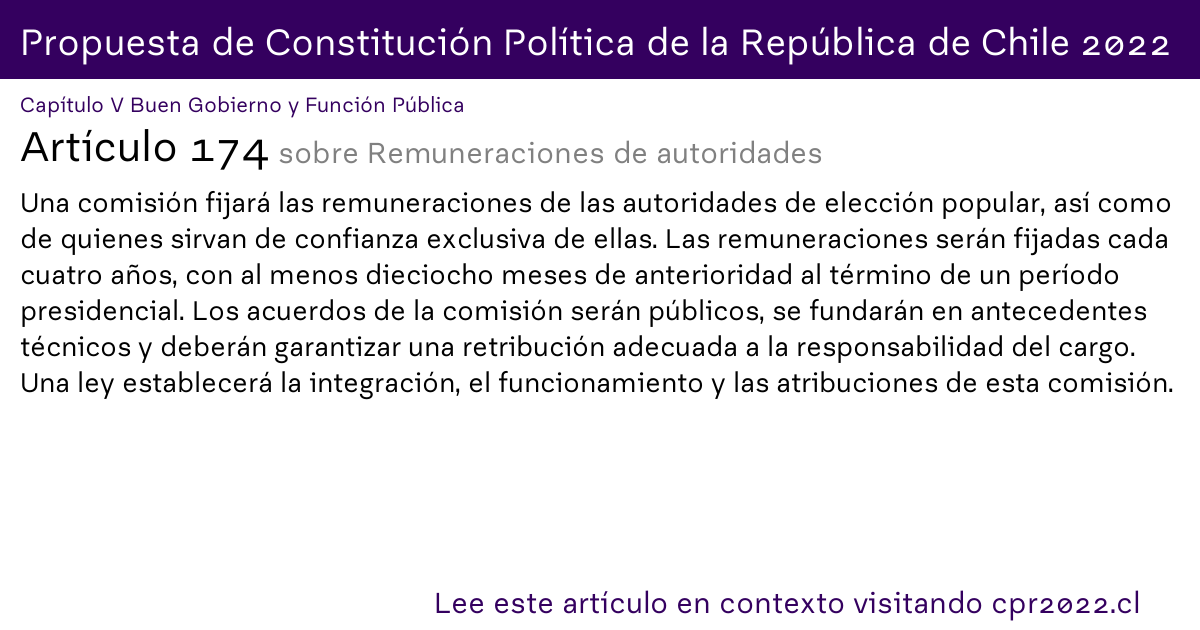 Propuesta de Constitución Política de la República de Chile 2022
Capítulo V Buen Gobierno y Función Pública
Artículo 174 sobre Remuneraciones de autoridades
Una comisión fijará las remuneraciones de las autoridades de elección popular, así como
de quienes sirvan de confianza exclusiva de ellas. Las remuneraciones serán fijadas cada
cuatro años, con al menos dieciocho meses de anterioridad al término de un período
presidencial. Los acuerdos de la comisión serán públicos, se fundarán en antecedentes
técnicos y deberán garantizar una retribución adecuada a la responsabilidad del cargo.
Una ley establecerá la integración, el funcionamiento y las atribuciones de esta comisión.
Lee este artículo en contexto visitando cpr2022.cl